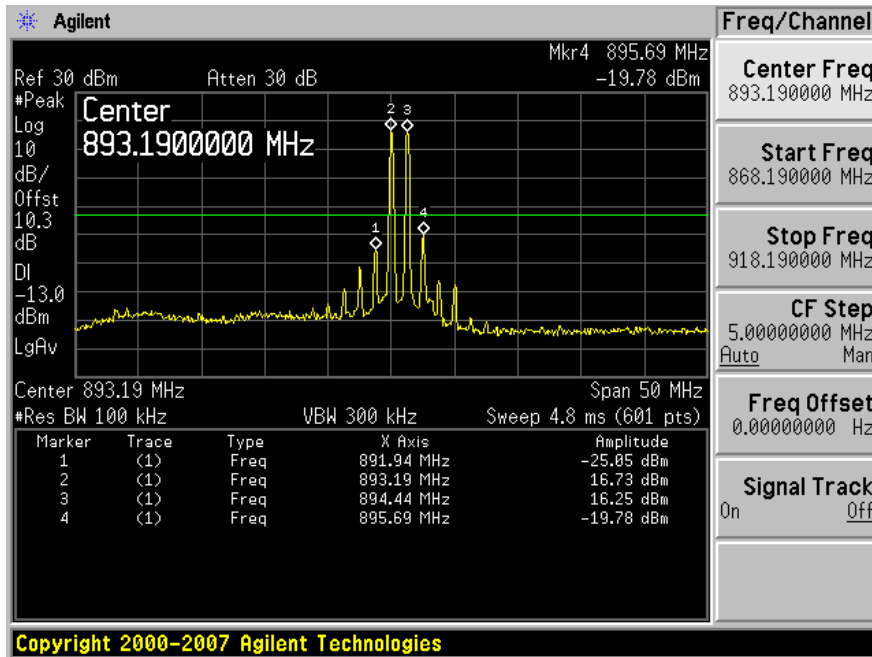 Agilent
Freq/Channel
Mkr4 895.69 MHz
Ref 30 dBm Atten 30 dB -19.78 dBm
#Peak
Log
10
dB/
Offst
10.3
dB
DI
-13.0
dBm
LgAv
Center
893.1900000 MHz
1
2
3
4
Center 893.19 MHz Span 50 MHz
#Res BW 100 kHz VBW 300 kHz Sweep 4.8 ms (601 pts)
Marker Trace Type X Axis Amplitude
1 (1) Freq 891.94 MHz -25.05 dBm
2 (1) Freq 893.19 MHz 16.73 dBm
3 (1) Freq 894.44 MHz 16.25 dBm
4 (1) Freq 895.69 MHz -19.78 dBm
Center Freq
893.190000 MHz
Start Freq
868.190000 MHz
Stop Freq
918.190000 MHz
CF Step
5.00000000 MHz
Auto Man
Freq Offset
0.00000000 Hz
Signal Track
On Off
Copyright 2000-2007 Agilent Technologies